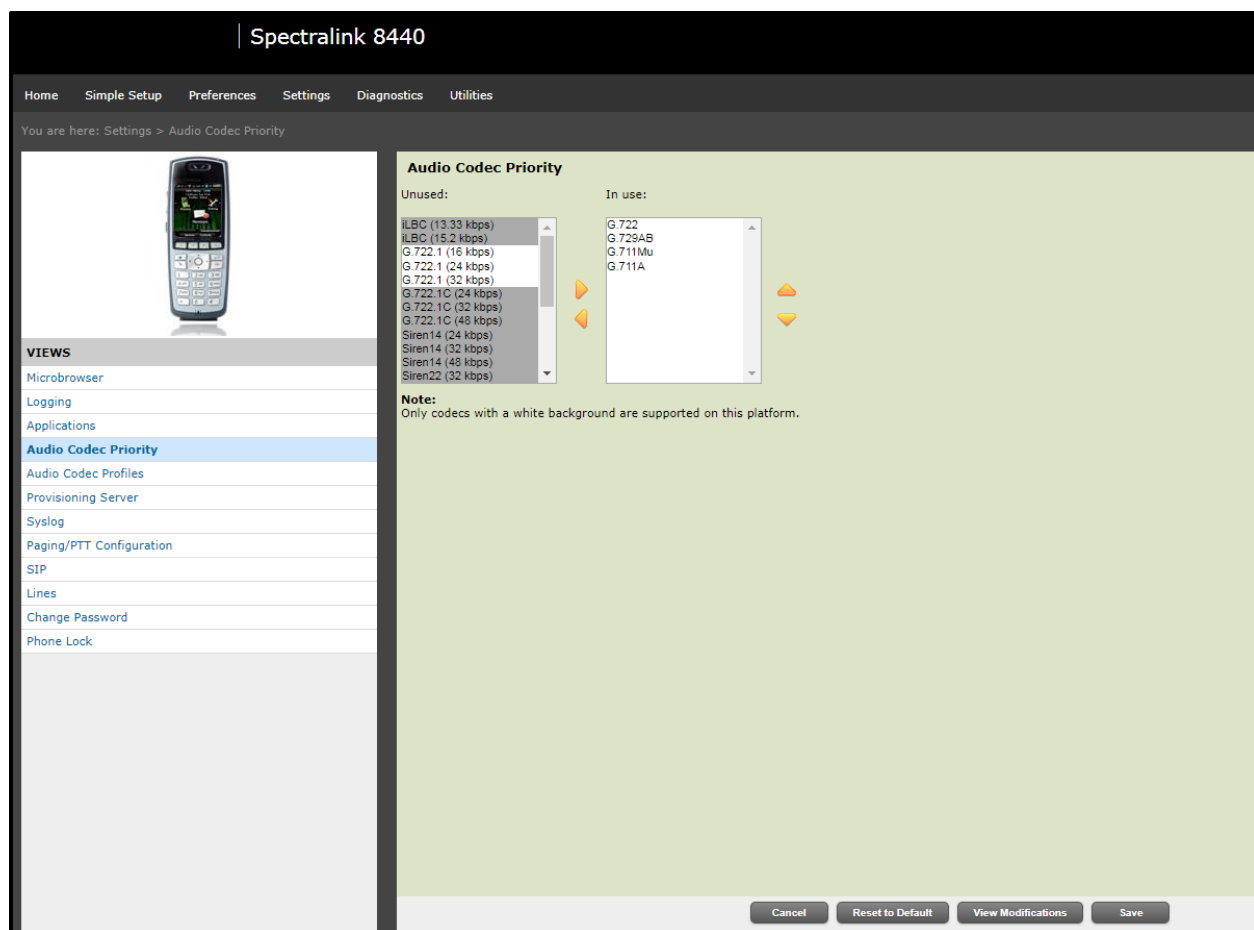 Spectralink 8440
Home Simple Setup Preferences Settings Diagnostics Utilities
You are here: Settings > Audio Codec Priority
VIEWS
Microbrowser
Logging
Applications
Audio Codec Priority
Audio Codec Profiles
Provisioning Server
Syslog
Paging/PTT Configuration
SIP
Lines
Change Password
Phone Lock
Audio Codec Priority
Unused:
iLBC (13.33 kbps)
iLBC (15.2 kbps)
G.722.1 (16 kbps)
G.722.1 (24 kbps)
G.722.1 (32 kbps)
G.722.1C (24 kbps)
G.722.1C (32 kbps)
G.722.1C (48 kbps)
Siren14 (24 kbps)
Siren14 (32 kbps)
Siren14 (48 kbps)
Siren22 (32 kbps)
In use:
G.722
G.729AB
G.711Mu
G.711A
Note:
Only codecs with a white background are supported on this platform.
Cancel Reset to Default View Modifications Save